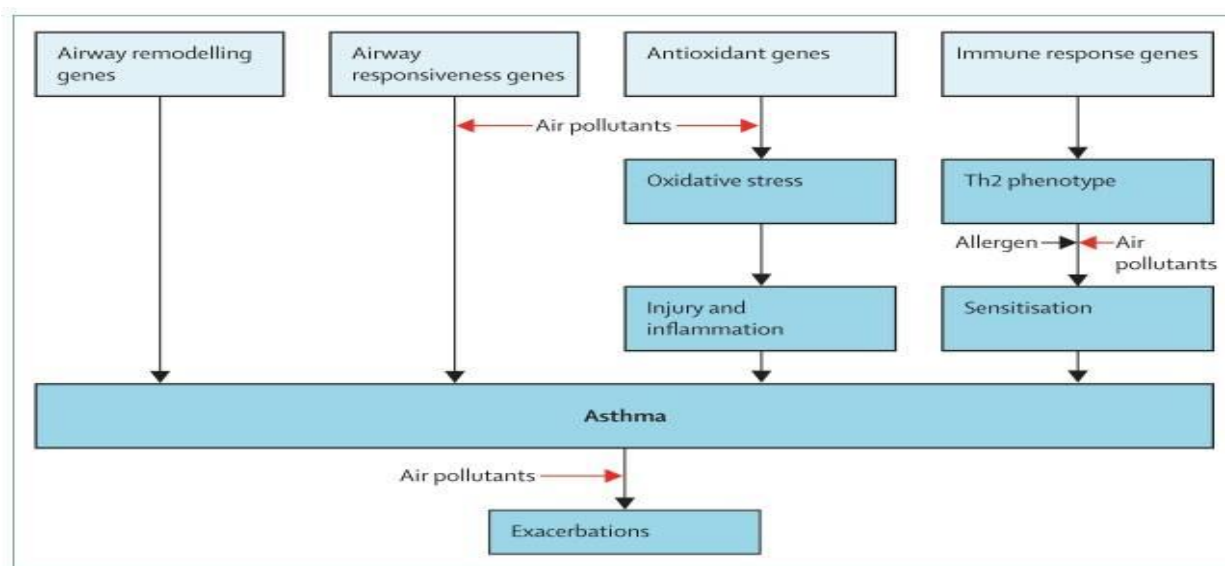 Airway remodelling
genes
Airway
responsiveness genes
Antioxidant genes
Immune response genes
Air pollutants
Oxidative stress
Th2 phenotype
Allergen
Air
pollutants
Injury and
inflammation
Sensitisation
Asthma
Air pollutants
Exacerbations